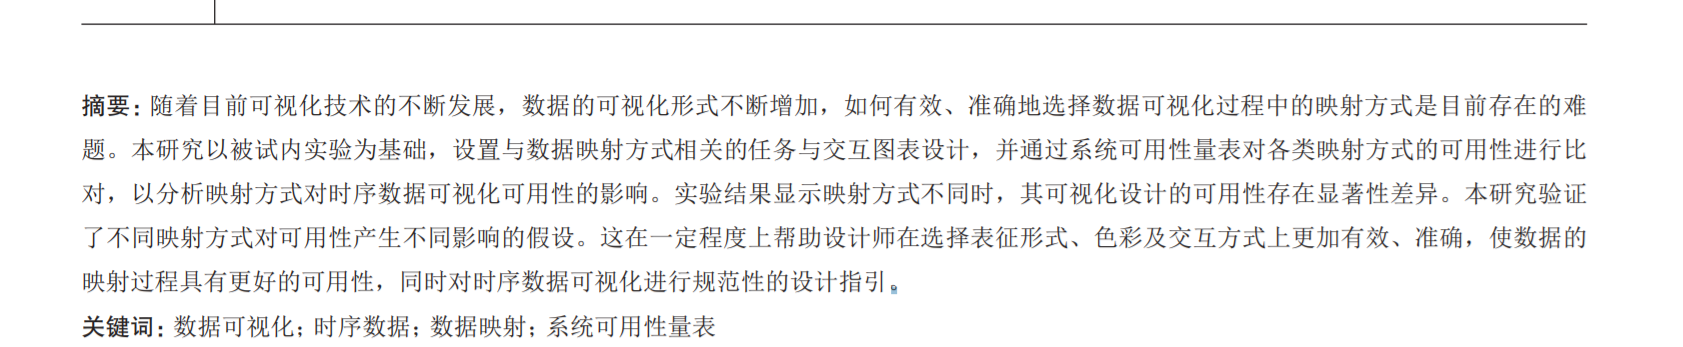 摘要：随着目前可视化技术的不断发展，数据的可视化形式不断增加，如何有效、准确地选择数据可视化过程中的映射方式是目前存在的难
题。本研究以被试内实验为基础，设置与数据映射方式相关的任务与交互图表设计，并通过系统可用性量表对各类映射方式的可用性进行比
对，以分析映射方式对时序数据可视化可用性的影响。实验结果显示映射方式不同时，其可视化设计的可用性存在显著性差异。本研究验证
了不同映射方式对可用性产生不同影响的假设。这在一定程度上帮助设计师在选择表征形式、色彩及交互方式上更加有效、准确，使数据的
映射过程具有更好的可用性，同时对时序数据可视化进行规范性的设计指引。
关键词：数据可视化；时序数据；数据映射；系统可用性量表